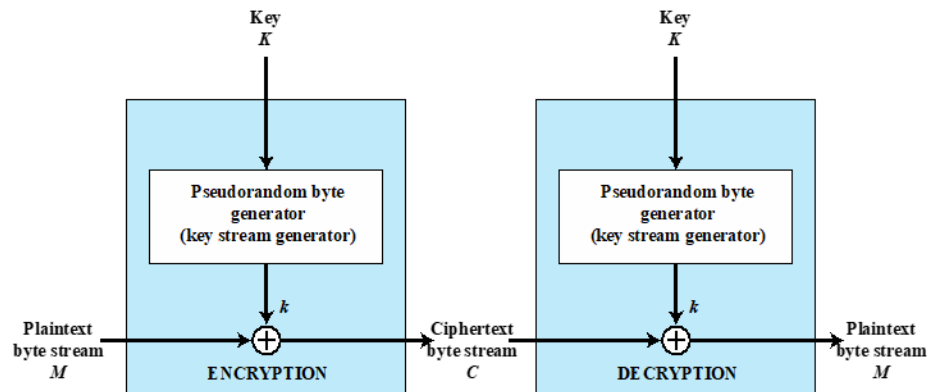 Key
K
Key
K
Pseudorandom byte
generator
(key stream generator)
Pseudorandom byte
generator
(key stream generator)
k
k
Plaintext
byte stream
M
ENCRYPTION
Ciphertext
byte stream
C
DECRYPTION
Plaintext
byte stream
M